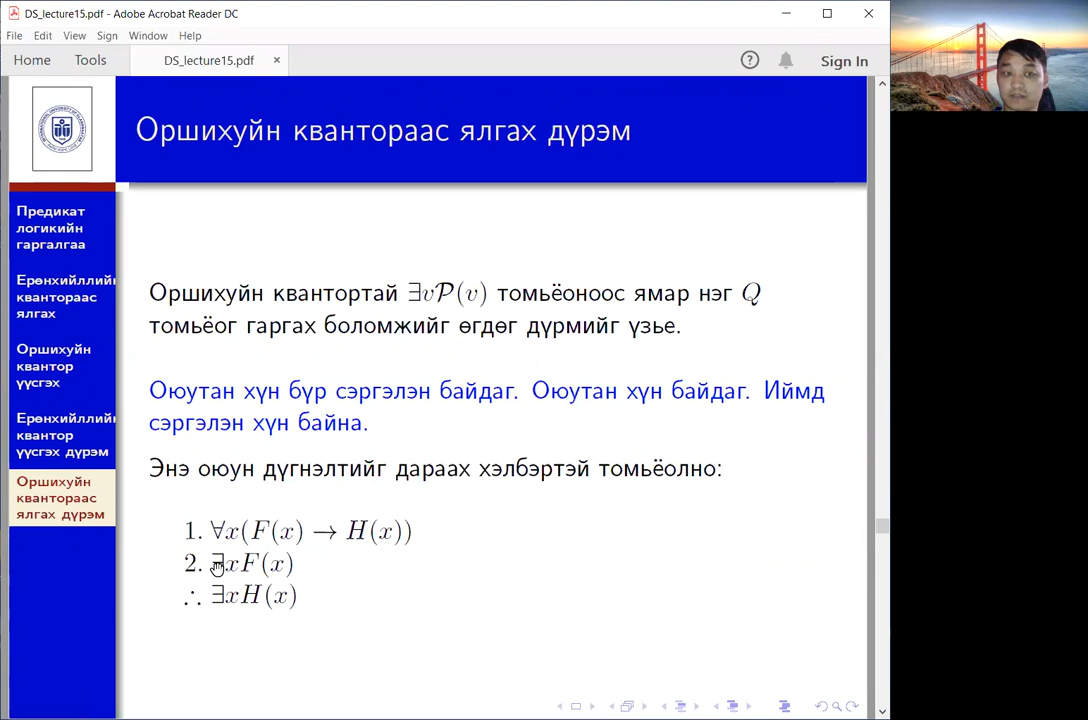 DS_lecture15.pdf - Adobe Acrobat Reader DC
File Edit View Sign Window Help
Home Tools DS_lecture15.pdf × Sign In
Оршихуйн квантораас ялгах дүрэм
Предикат
логикийн
гаргалгаа
Ерөнхийллийн
квантораас
ялгах
Оршихуйн
квантор
үүсгэх
Ерөнхийллийн
квантор
үүсгэх дүрэм
Оршихуйн
квантораас
ялгах дүрэм
Оршихуйн квантортай ∃v𝒫(v) томьёоноос ямар нэг Q
томьёог гаргах боломжийг өгдөг дүрмийг үзье.
Оюутан хүн бүр сэргэлэн байдаг. Оюутан хүн байдаг. Иймд
сэргэлэн хүн байна.
Энэ оюун дүгнэлтийг дараах хэлбэртэй томьёолно:
1. ∀x(F(x) → H(x))
2. ∃xF(x)
∴ ∃xH(x)